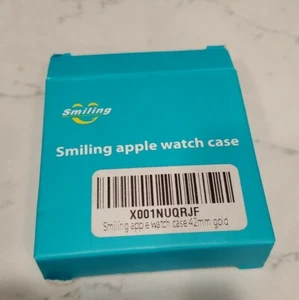 Smiling
Smiling apple watch case
X001NUQRJF
Smiling apple watch case 42mm gold